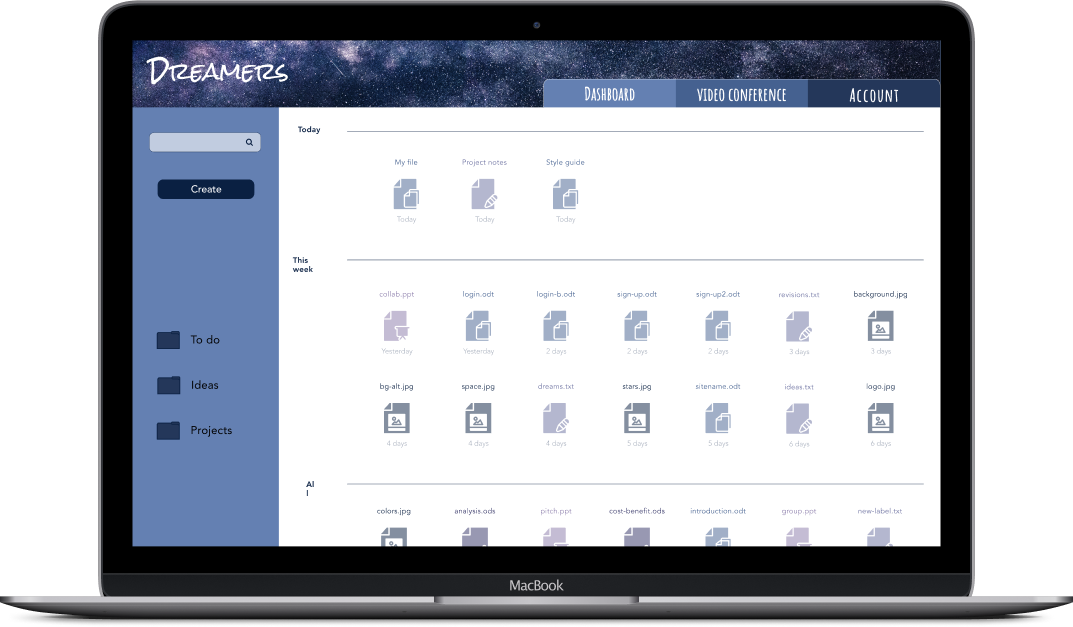 Dreamers
Dashboard
VIDEO CONFERENCE
Account
Create
To do
Ideas
Projects
Today
My file
Project notes
Style guide
Today
Today
Today
This
week
collab.ppt
login.odt
login-b.odt
sign-up.odt
sign-up2.odt
revisions.txt
background.jpg
Yesterday
Yesterday
2 days
2 days
2 days
3 days
3 days
bg-alt.jpg
space.jpg
dreams.txt
stars.jpg
sitename.odt
ideas.txt
logo.jpg
4 days
4 days
4 days
5 days
5 days
6 days
6 days
Al
l
colors.jpg
analysis.ods
pitch.ppt
cost-benefit.ods
introduction.odt
group.ppt
new-label.txt
MacBook